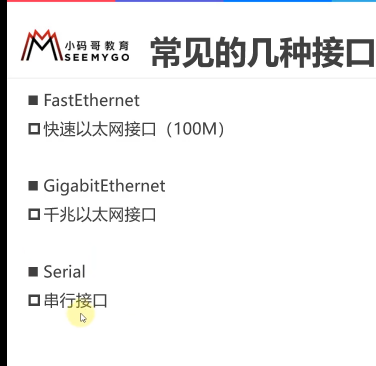 小码哥教育
SEEMYGO
常见的几种接口
FastEthernet
快速以太网接口（100M）
GigabitEthernet
千兆以太网接口
Serial
串行接口